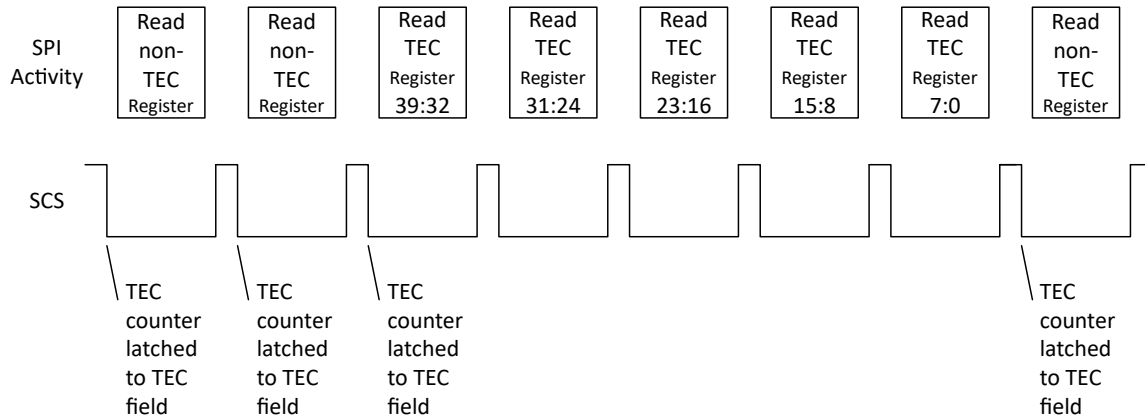 SPI
Activity
Read
non-
TEC
Register
Read
non-
TEC
Register
Read
TEC
Register
39:32
Read
TEC
Register
31:24
Read
TEC
Register
23:16
Read
TEC
Register
15:8
Read
TEC
Register
7:0
Read
non-
TEC
Register
SCS
TEC
counter
latched
to TEC
field
TEC
counter
latched
to TEC
field
TEC
counter
latched
to TEC
field
TEC
counter
latched
to TEC
field